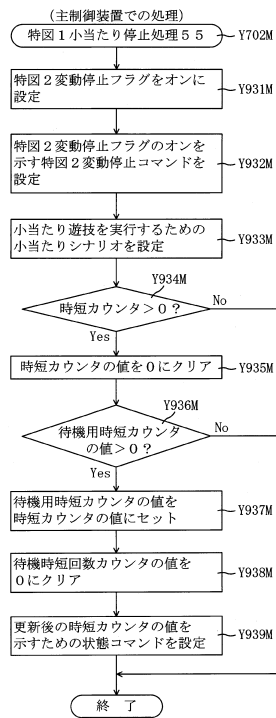 （主制御装置での処理）
特図１小当たり停止処理５５
Y702M
特図２変動停止フラグをオンに
設定
Y931M
特図２変動停止フラグのオンを
示す特図２変動停止コマンドを
設定
Y932M
小当たり遊技を実行するための
小当たりシナリオを設定
Y933M
Y934M
時短カウンタ＞０？
No
Yes
時短カウンタの値を０にクリア
Y935M
Y936M
待機用時短カウンタ
の値＞０？
No
Yes
待機用時短カウンタの値を
時短カウンタの値にセット
Y937M
待機時短回数カウンタの値を
０にクリア
Y938M
更新後の時短カウンタの値を
示すための状態コマンドを設定
Y939M
終　了